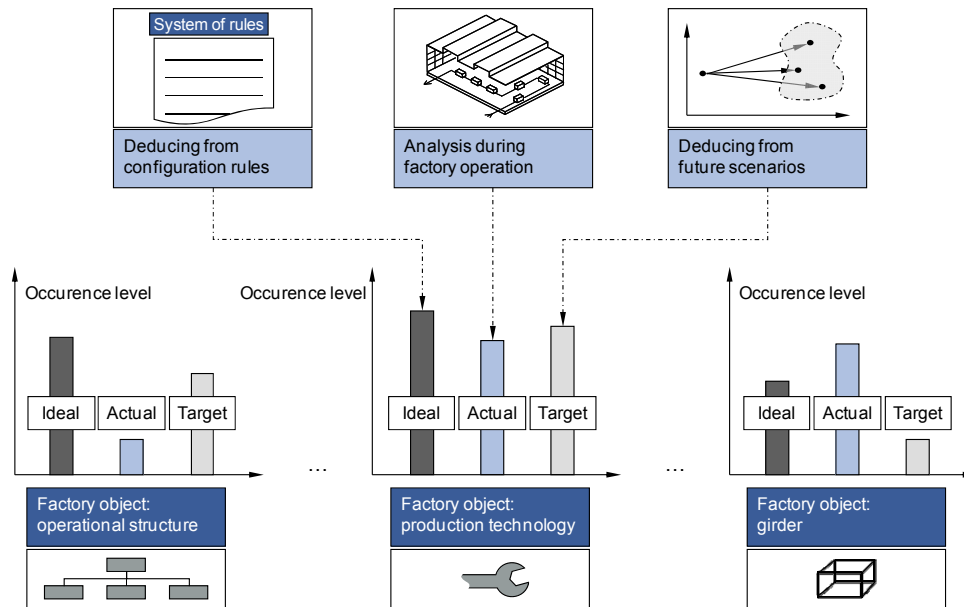 System of rules
Deducing from
configuration rules
Analysis during
factory operation
Deducing from
future scenarios
Occurence level
Ideal
Actual
Target
Factory object:
operational structure
...
Occurence level
Ideal
Actual
Target
Factory object:
production technology
...
Occurence level
Ideal
Actual
Target
Factory object:
girder